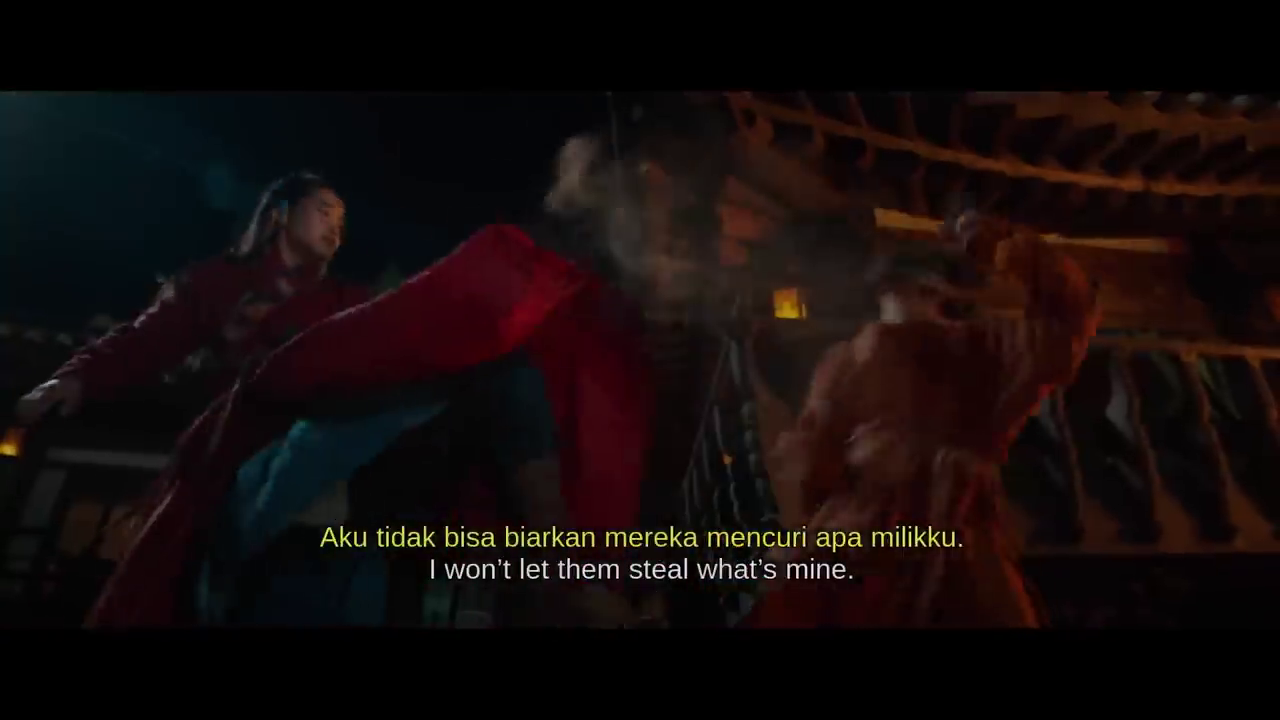 Aku tidak bisa biarkan mereka mencuri apa milikku.
I won’t let them steal what’s mine.